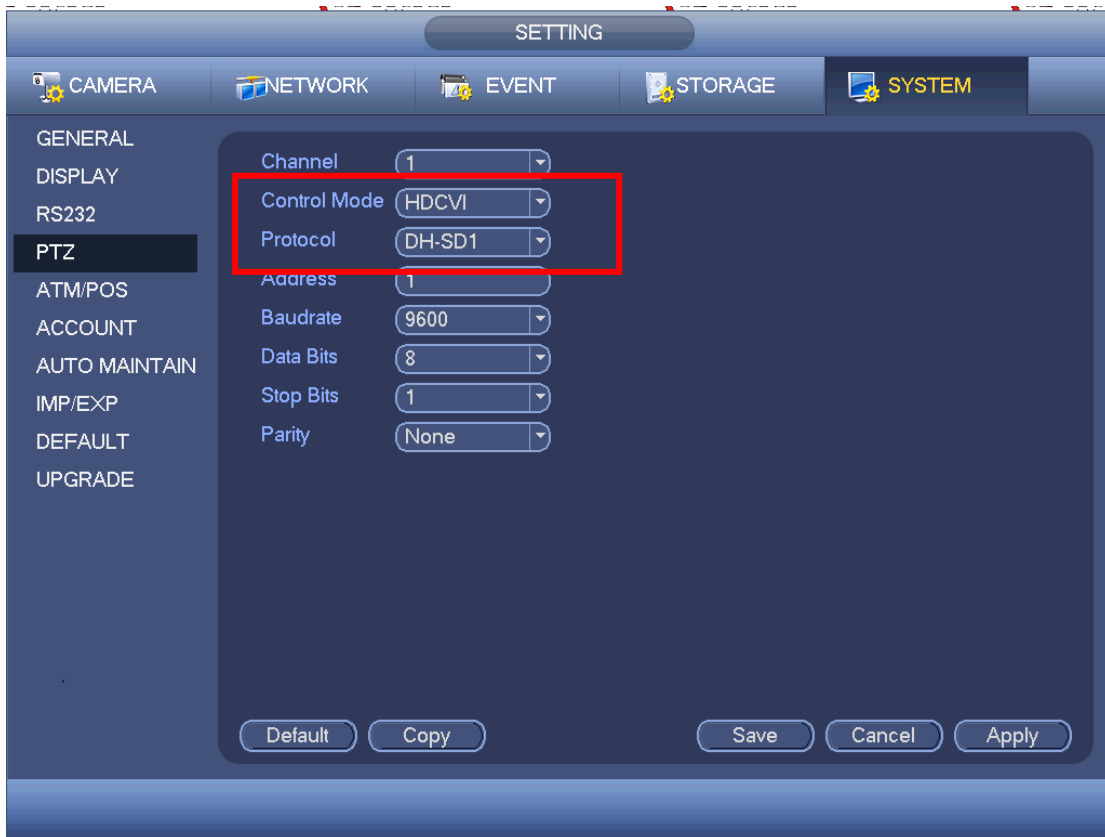 SETTING
CAMERA NETWORK EVENT STORAGE SYSTEM
GENERAL
DISPLAY
RS232
PTZ
ATM/POS
ACCOUNT
AUTO MAINTAIN
IMP/EXP
DEFAULT
UPGRADE
Channel 1
Control Mode HDCVI
Protocol DH-SD1
Address 1
Baudrate 9600
Data Bits 8
Stop Bits 1
Parity None
Default Copy Save Cancel Apply